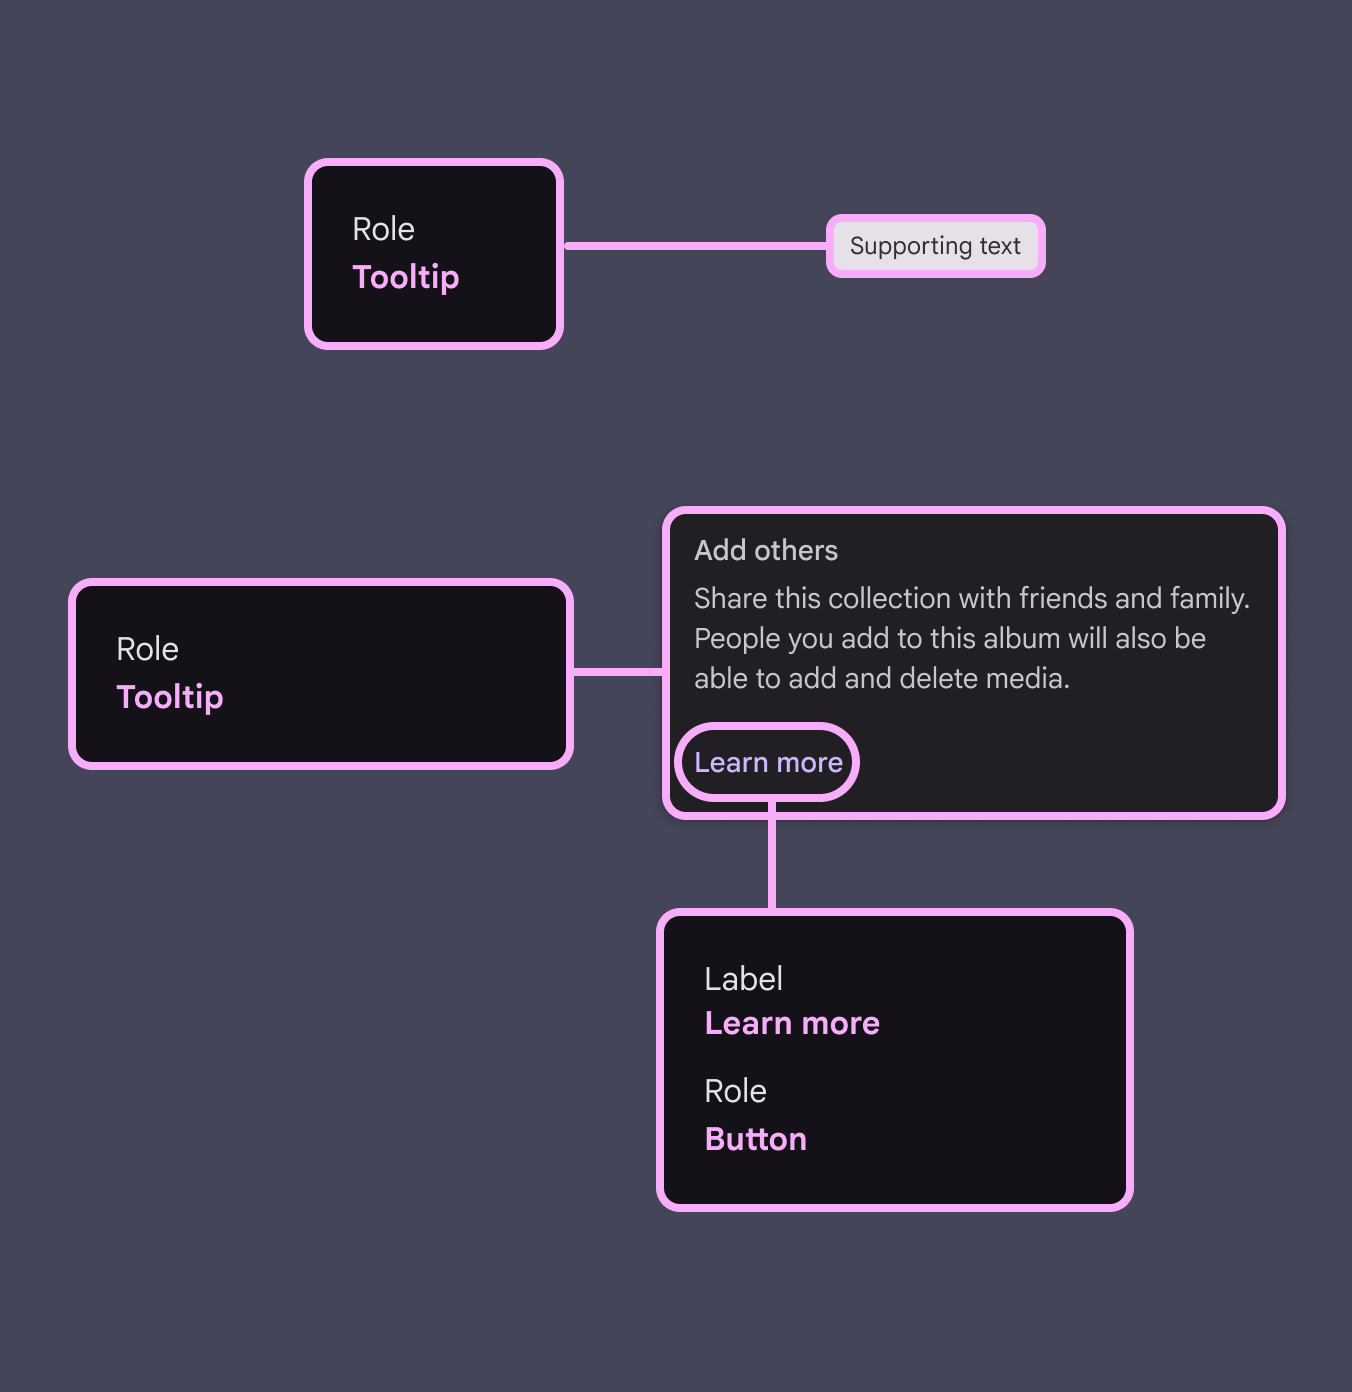 Role
Tooltip
Supporting text
Role
Tooltip
Add others
Share this collection with friends and family.
People you add to this album will also be
able to add and delete media.
Learn more
Label
Learn more
Role
Button